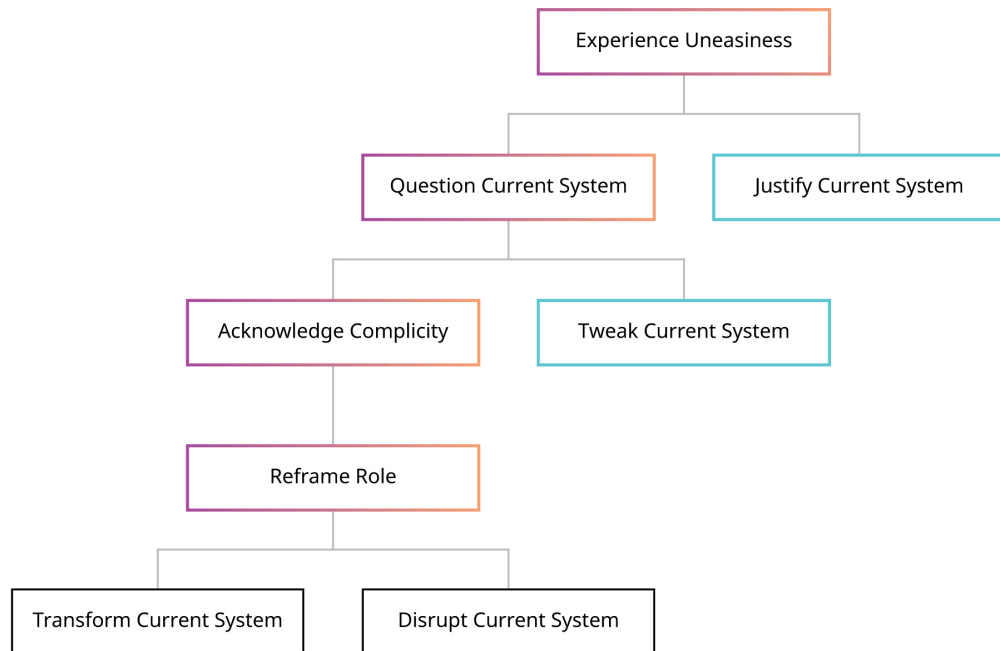 Experience Uneasiness
Question Current System
Justify Current System
Acknowledge Complicity
Tweak Current System
Reframe Role
Transform Current System
Disrupt Current System